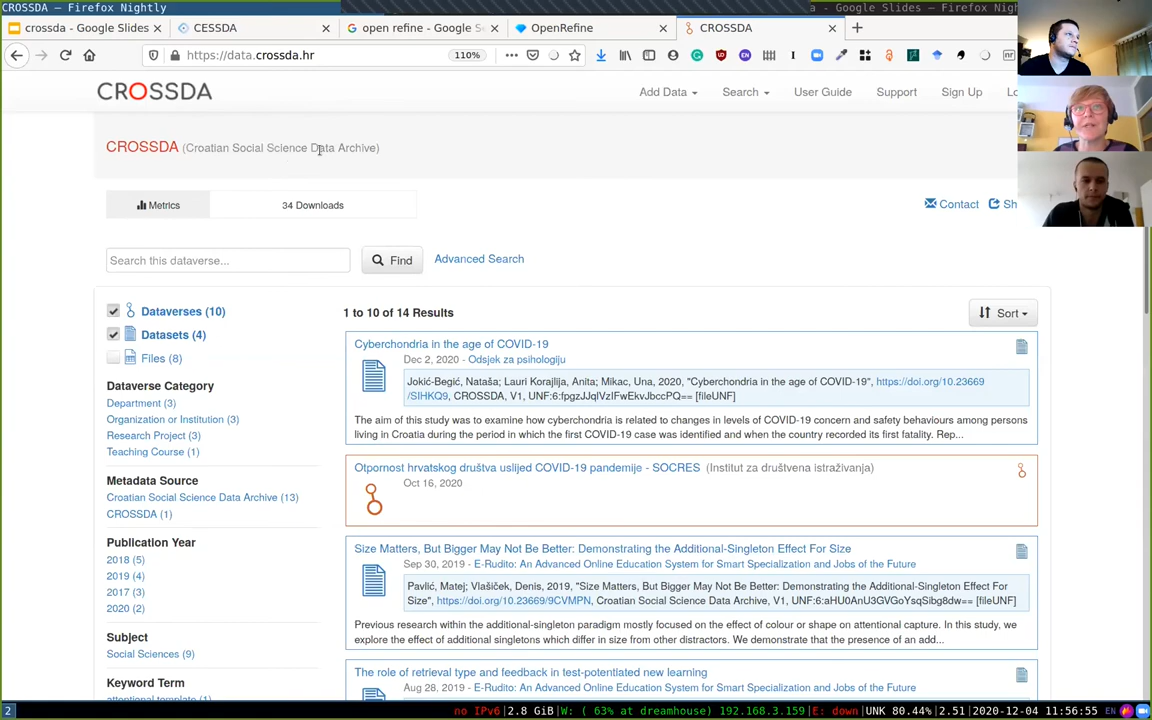 CROSSDA — Firefox Nightly
a - Google Slides — Firefox Nightly
crossda - Google Slides
CESSDA
open refine - Google S
OpenRefine
CROSSDA
https://data.crossda.hr
110%
CROSSDA
Add Data
Search
User Guide
Support
Sign Up
Lo
CROSSDA (Croatian Social Science Data Archive)
Metrics
34 Downloads
Contact
Sh
Search this dataverse...
Find
Advanced Search
Dataverses (10)
Datasets (4)
Files (8)
Dataverse Category
Department (3)
Organization or Institution (3)
Research Project (3)
Teaching Course (1)
Metadata Source
Croatian Social Science Data Archive (13)
CROSSDA (1)
Publication Year
2018 (5)
2019 (4)
2017 (3)
2020 (2)
Subject
Social Sciences (9)
Keyword Term
attentional template (1)
1 to 10 of 14 Results
Sort
Cyberchondria in the age of COVID-19
Dec 2, 2020 - Odsjek za psihologiju
Jokić-Begić, Nataša; Lauri Korajlija, Anita; Mikac, Una, 2020, "Cyberchondria in the age of COVID-19", https://doi.org/10.23669
/SIHKQ9, CROSSDA, V1, UNF:6:fpgzJJqlVzIFwEkvJbccPQ== [fileUNF]
The aim of this study was to examine how cyberchondria is related to changes in levels of COVID-19 concern and safety behaviours among persons
living in Croatia during the period in which the first COVID-19 case was identified and when the country recorded its first fatality. Rep...
Otpornost hrvatskog društva uslijed COVID-19 pandemije - SOCRES (Institut za društvena istraživanja)
Oct 16, 2020
Size Matters, But Bigger May Not Be Better: Demonstrating the Additional-Singleton Effect For Size
Sep 30, 2019 - E-Rudito: An Advanced Online Education System for Smart Specialization and Jobs of the Future
Pavlić, Matej; Vlašiček, Denis, 2019, "Size Matters, But Bigger May Not Be Better: Demonstrating the Additional-Singleton Effect For
Size", https://doi.org/10.23669/9CVMPN, Croatian Social Science Data Archive, V1, UNF:6:aHU0AnU3GVGoYsqSibg8dw== [fileUNF]
Previous research within the additional-singleton paradigm mostly focused on the effect of colour or shape on attentional capture. In this study, we
explore the effect of additional singletons which differ in size from other distractors. We demonstrate that the presence of an add...
The role of retrieval type and feedback in test-potentiated new learning
Aug 28, 2019 - E-Rudito: An Advanced Online Education System for Smart Specialization and Jobs of the Future
2
no IPv6|2.8 GiB|W: ( 63% at dreamhouse) 192.168.3.159|E: down|UNK 80.44%|2.51|2020-12-04 11:56:55 EN